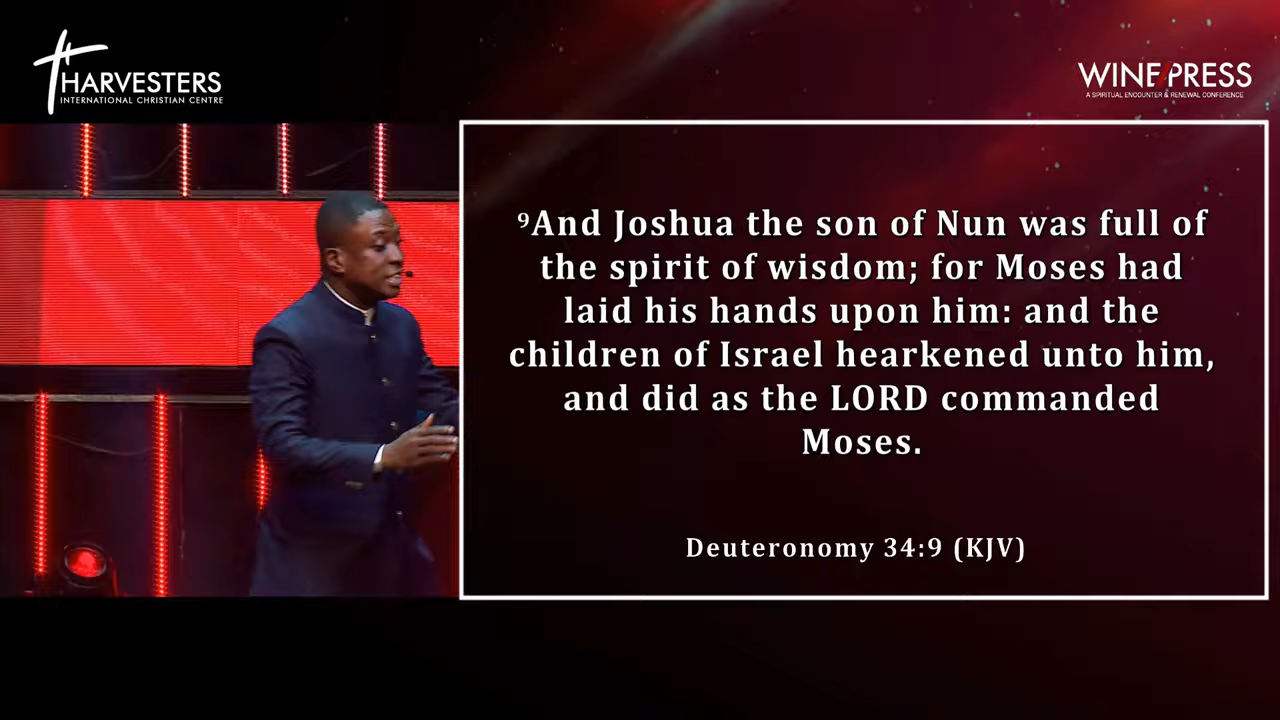 HARVESTERS
INTERNATIONAL CHRISTIAN CENTRE
WINEPRESS
A SPIRITUAL ENCOUNTER & RENEWAL CONFERENCE
⁹And Joshua the son of Nun was full of
the spirit of wisdom; for Moses had
laid his hands upon him: and the
children of Israel hearkened unto him,
and did as the LORD commanded
Moses.
Deuteronomy 34:9 (KJV)